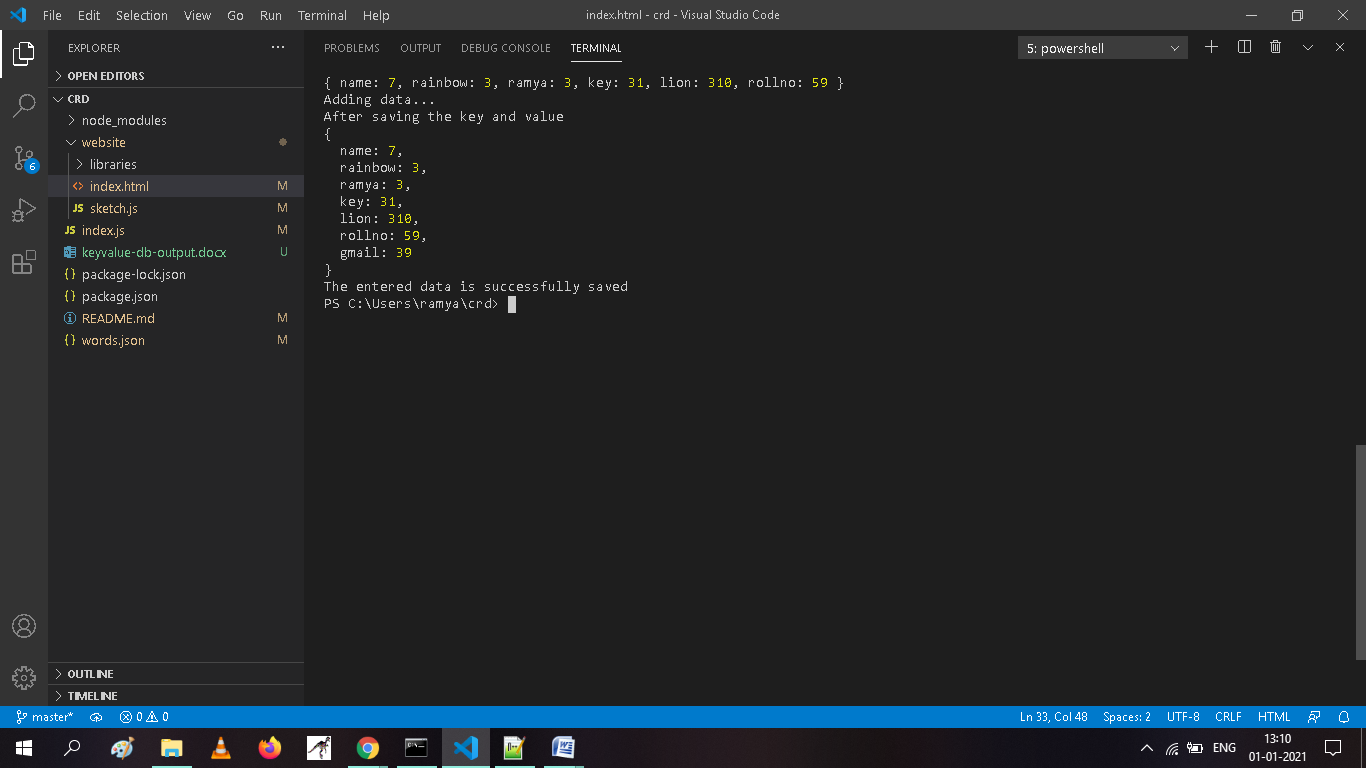 File Edit Selection View Go Run Terminal Help
index.html - crd - Visual Studio Code
EXPLORER
OPEN EDITORS
CRD
node_modules
website
libraries
index.html M
sketch.js M
JS index.js M
keyvalue-db-output.docx U
{} package-lock.json
{} package.json
README.md M
{} words.json M
OUTLINE
TIMELINE
6
PROBLEMS OUTPUT DEBUG CONSOLE TERMINAL
5: powershell
{ name: 7, rainbow: 3, ramya: 3, key: 31, lion: 310, rollno: 59 }
Adding data...
After saving the key and value
{
name: 7,
rainbow: 3,
ramya: 3,
key: 31,
lion: 310,
rollno: 59,
gmail: 39
}
The entered data is successfully saved
PS C:\Users\ramya\crd>
master* 0 0 Ln 33, Col 48 Spaces: 2 UTF-8 CRLF HTML
ENG
13:10
01-01-2021